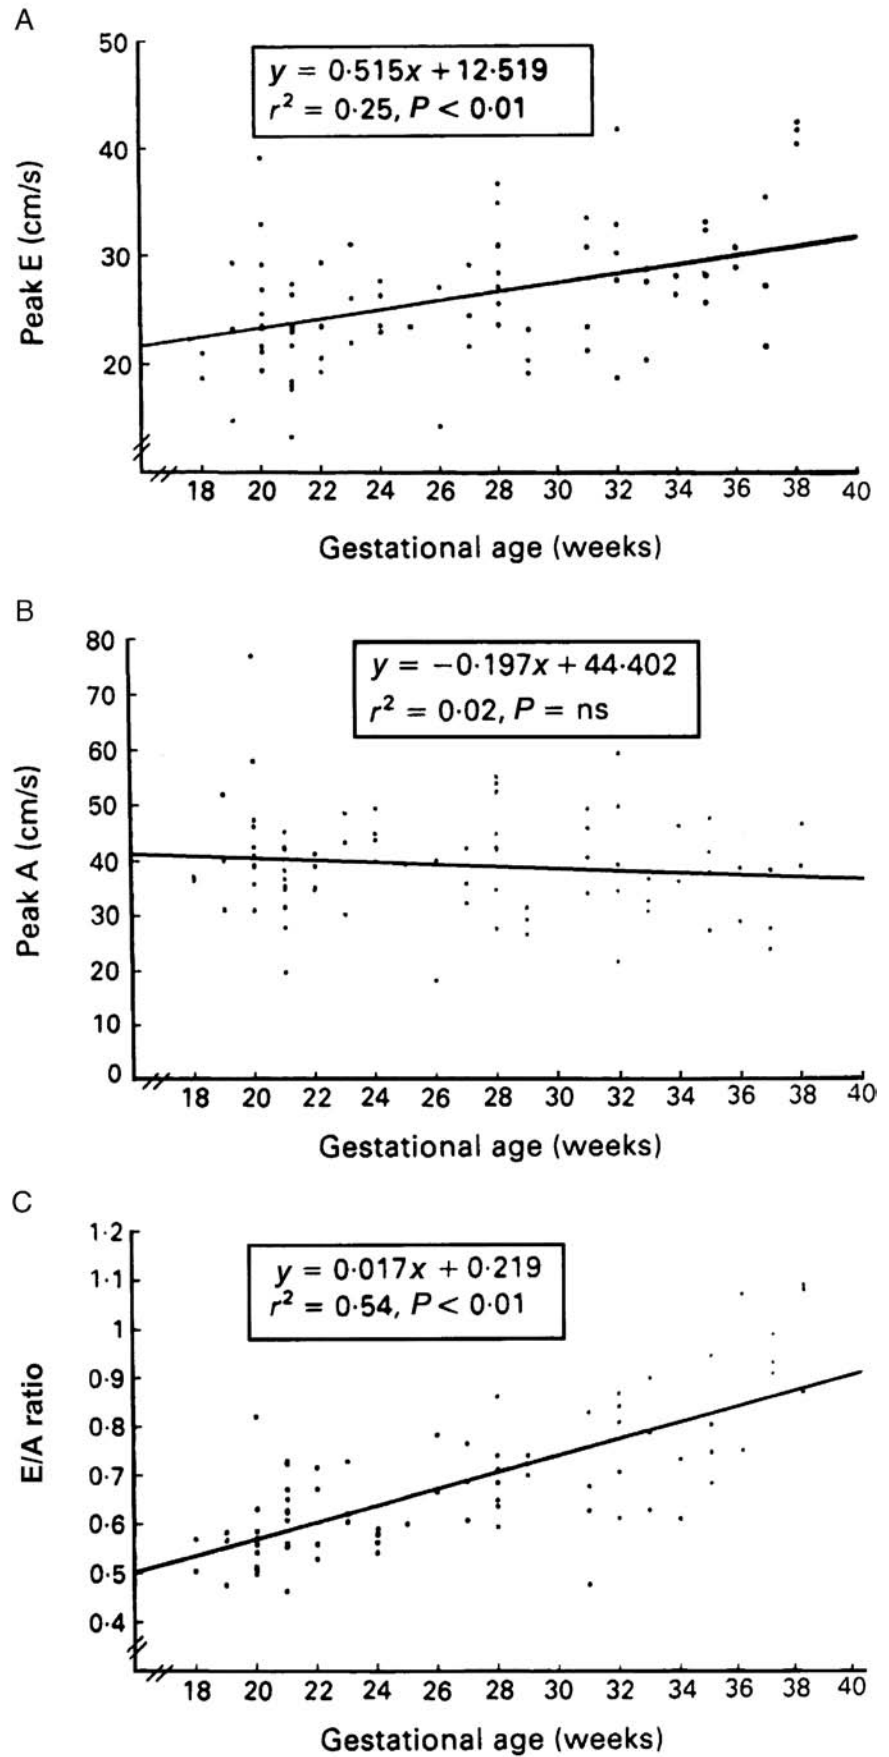 A
50
40
30
20
y = 0·515x + 12·519
r² = 0·25, P < 0·01
Peak E (cm/s)
18 20 22 24 26 28 30 32 34 36 38 40
Gestational age (weeks)
B
80
70
60
50
40
30
20
10
0
y = −0·197x + 44·402
r² = 0·02, P = ns
Peak A (cm/s)
18 20 22 24 26 28 30 32 34 36 38 40
Gestational age (weeks)
C
1·2
1·1
1
0·9
0·8
0·7
0·6
0·5
0·4
y = 0·017x + 0·219
r² = 0·54, P < 0·01
E/A ratio
18 20 22 24 26 28 30 32 34 36 38 40
Gestational age (weeks)